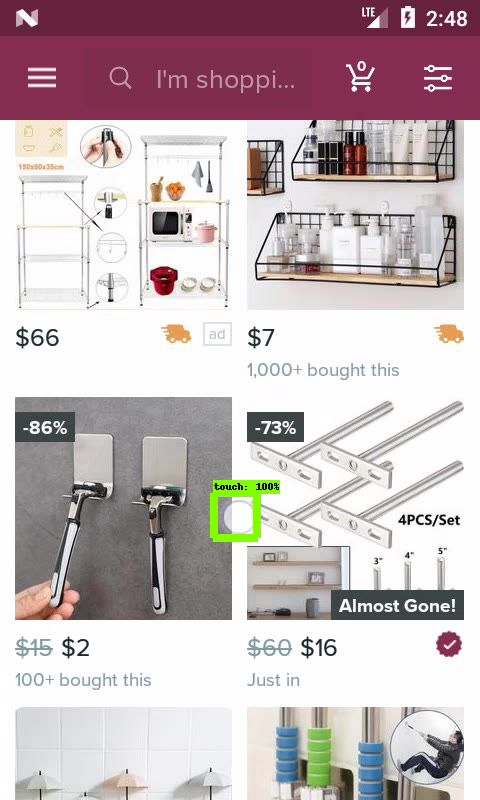 LTE
2:48
I'm shoppi...
0
150x90x35cm
$66
ad
$7
1,000+ bought this
-86%
-73%
touch: 100%
4PCS/Set
3"
4"
5"
Almost Gone!
$15 $2
100+ bought this
$60 $16
Just in